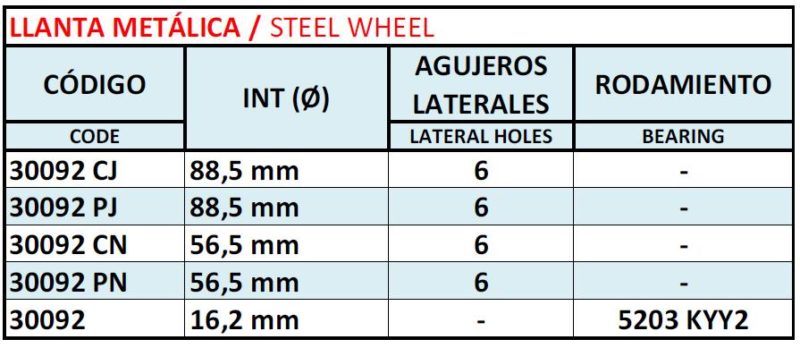 LLANTA METÁLICA / STEEL WHEEL
CÓDIGO INT (Ø) AGUJEROS LATERALES RODAMIENTO
CODE LATERAL HOLES BEARING
30092 CJ 88,5 mm 6 -
30092 PJ 88,5 mm 6 -
30092 CN 56,5 mm 6 -
30092 PN 56,5 mm 6 -
30092 16,2 mm - 5203 KYY2